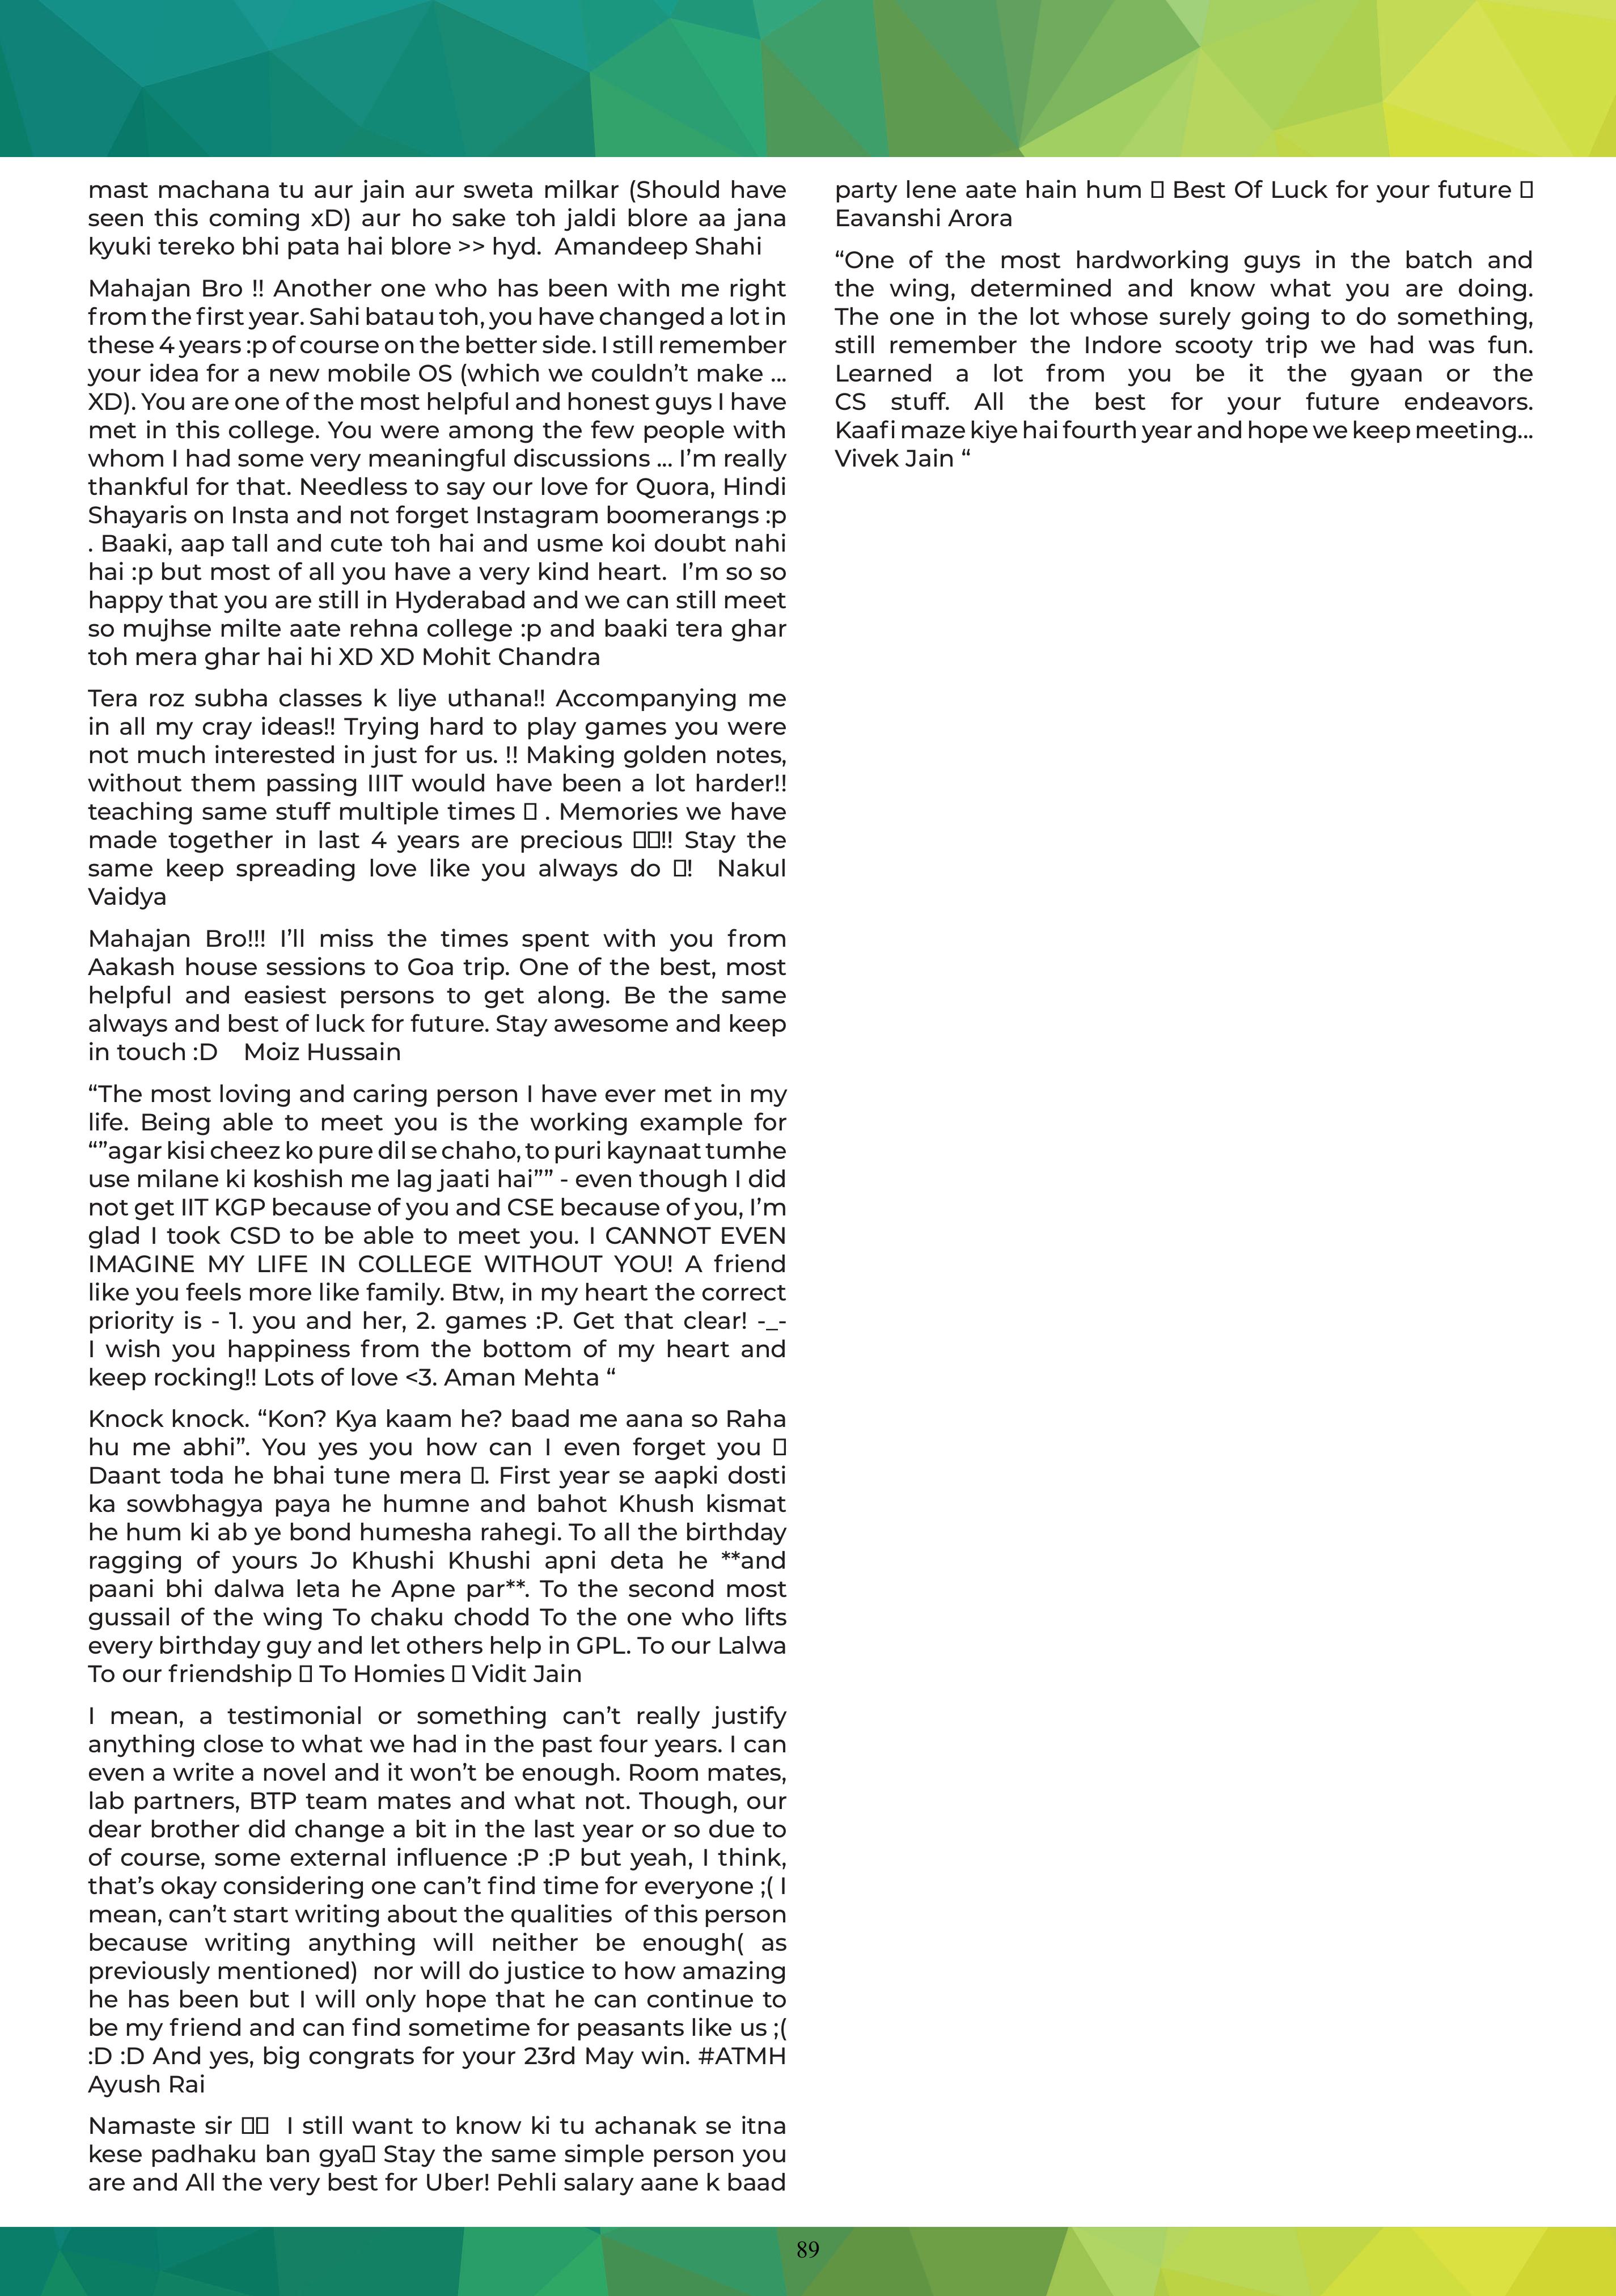 mast machana tu aur jain aur sweta milkar (Should have
seen this coming xD) aur ho sake toh jaldi blore aa jana
kyuki tereko bhi pata hai blore >> hyd.  Amandeep Shahi
Mahajan Bro !! Another one who has been with me right
from the first year. Sahi batau toh, you have changed a lot in
these 4 years :p of course on the better side. I still remember
your idea for a new mobile OS (which we couldn’t make ...
XD). You are one of the most helpful and honest guys I have
met in this college. You were among the few people with
whom I had some very meaningful discussions ... I’m really
thankful for that. Needless to say our love for Quora, Hindi
Shayaris on Insta and not forget Instagram boomerangs :p
. Baaki, aap tall and cute toh hai and usme koi doubt nahi
hai :p but most of all you have a very kind heart.  I’m so so
happy that you are still in Hyderabad and we can still meet
so mujhse milte aate rehna college :p and baaki tera ghar
toh mera ghar hai hi XD XD Mohit Chandra
Tera roz subha classes k liye uthana!! Accompanying me
in all my cray ideas!! Trying hard to play games you were
not much interested in just for us. !! Making golden notes,
without them passing IIIT would have been a lot harder!!
teaching same stuff multiple times □ . Memories we have
made together in last 4 years are precious □□!! Stay the
same keep spreading love like you always do □!  Nakul
Vaidya
Mahajan Bro!!! I’ll miss the times spent with you from
Aakash house sessions to Goa trip. One of the best, most
helpful and easiest persons to get along. Be the same
always and best of luck for future. Stay awesome and keep
in touch :D    Moiz Hussain
“The most loving and caring person I have ever met in my
life. Being able to meet you is the working example for
“”agar kisi cheez ko pure dil se chaho, to puri kaynaat tumhe
use milane ki koshish me lag jaati hai”” - even though I did
not get IIT KGP because of you and CSE because of you, I’m
glad I took CSD to be able to meet you. I CANNOT EVEN
IMAGINE MY LIFE IN COLLEGE WITHOUT YOU! A friend
like you feels more like family. Btw, in my heart the correct
priority is - 1. you and her, 2. games :P. Get that clear! -_-
I wish you happiness from the bottom of my heart and
keep rocking!! Lots of love <3. Aman Mehta “
Knock knock. “Kon? Kya kaam he? baad me aana so Raha
hu me abhi”. You yes you how can I even forget you □
Daant toda he bhai tune mera □. First year se aapki dosti
ka sowbhagya paya he humne and bahot Khush kismat
he hum ki ab ye bond humesha rahegi. To all the birthday
ragging of yours Jo Khushi Khushi apni deta he **and
paani bhi dalwa leta he Apne par**. To the second most
gussail of the wing To chaku chodd To the one who lifts
every birthday guy and let others help in GPL. To our Lalwa
To our friendship □ To Homies □ Vidit Jain
I mean, a testimonial or something can’t really justify
anything close to what we had in the past four years. I can
even a write a novel and it won’t be enough. Room mates,
lab partners, BTP team mates and what not. Though, our
dear brother did change a bit in the last year or so due to
of course, some external influence :P :P but yeah, I think,
that’s okay considering one can’t find time for everyone ;( I
mean, can’t start writing about the qualities  of this person
because writing anything will neither be enough( as
previously mentioned)  nor will do justice to how amazing
he has been but I will only hope that he can continue to
be my friend and can find sometime for peasants like us ;(
:D :D And yes, big congrats for your 23rd May win. #ATMH
Ayush Rai
Namaste sir □□  I still want to know ki tu achanak se itna
kese padhaku ban gya□ Stay the same simple person you
are and All the very best for Uber! Pehli salary aane k baad
party lene aate hain hum □ Best Of Luck for your future □
Eavanshi Arora
“One of the most hardworking guys in the batch and
the wing, determined and know what you are doing.
The one in the lot whose surely going to do something,
still remember the Indore scooty trip we had was fun.
Learned a lot from you be it the gyaan or the
CS stuff. All the best for your future endeavors.
Kaafi maze kiye hai fourth year and hope we keep meeting...
Vivek Jain “
89